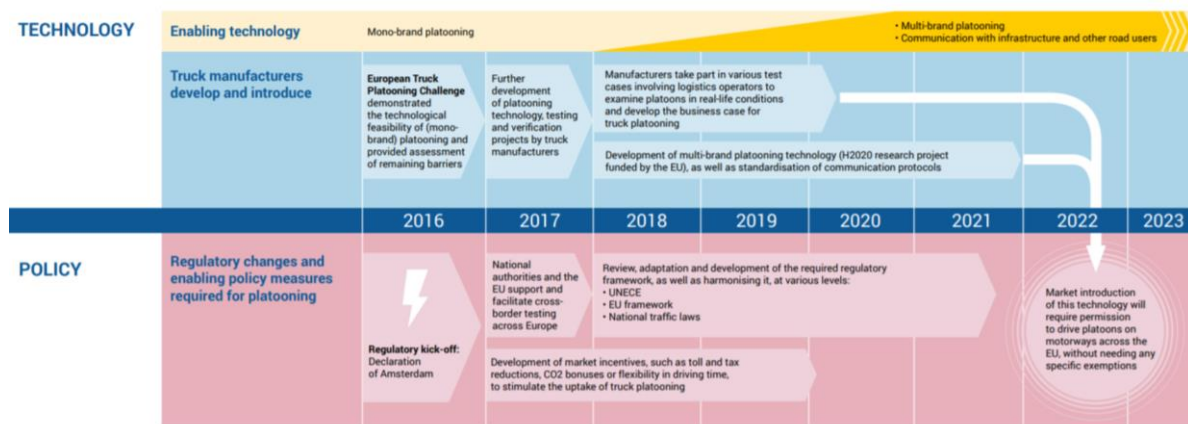 TECHNOLOGY
Enabling technology
Mono-brand platooning
• Multi-brand platooning
• Communication with infrastructure and other road users
Truck manufacturers
develop and introduce
European Truck
Platooning Challenge
demonstrated
the technological
feasibility of (mono-
brand) platooning and
provided assessment
of remaining barriers
Further
development
of platooning
technology, testing
and verification
projects by truck
manufacturers
Manufacturers take part in various test
cases involving logistics operators to
examine platoons in real-life conditions
and develop the business case for
truck platooning
Development of multi-brand platooning technology (H2020 research project
funded by the EU), as well as standardisation of communication protocols
2016
2017
2018
2019
2020
2021
2022
2023
POLICY
Regulatory changes and
enabling policy measures
required for platooning
Regulatory kick-off:
Declaration
of Amsterdam
National
authorities and the
EU support and
facilitate cross-
border testing
across Europe
Review, adaptation and development of the required regulatory
framework, as well as harmonising it, at various levels:
• UNECE
• EU framework
• National traffic laws
Development of market incentives, such as toll and tax
reductions, CO2 bonuses or flexibility in driving time,
to stimulate the uptake of truck platooning
Market introduction
of this technology will
require permission
to drive platoons on
motorways across the
EU, without needing any
specific exemptions